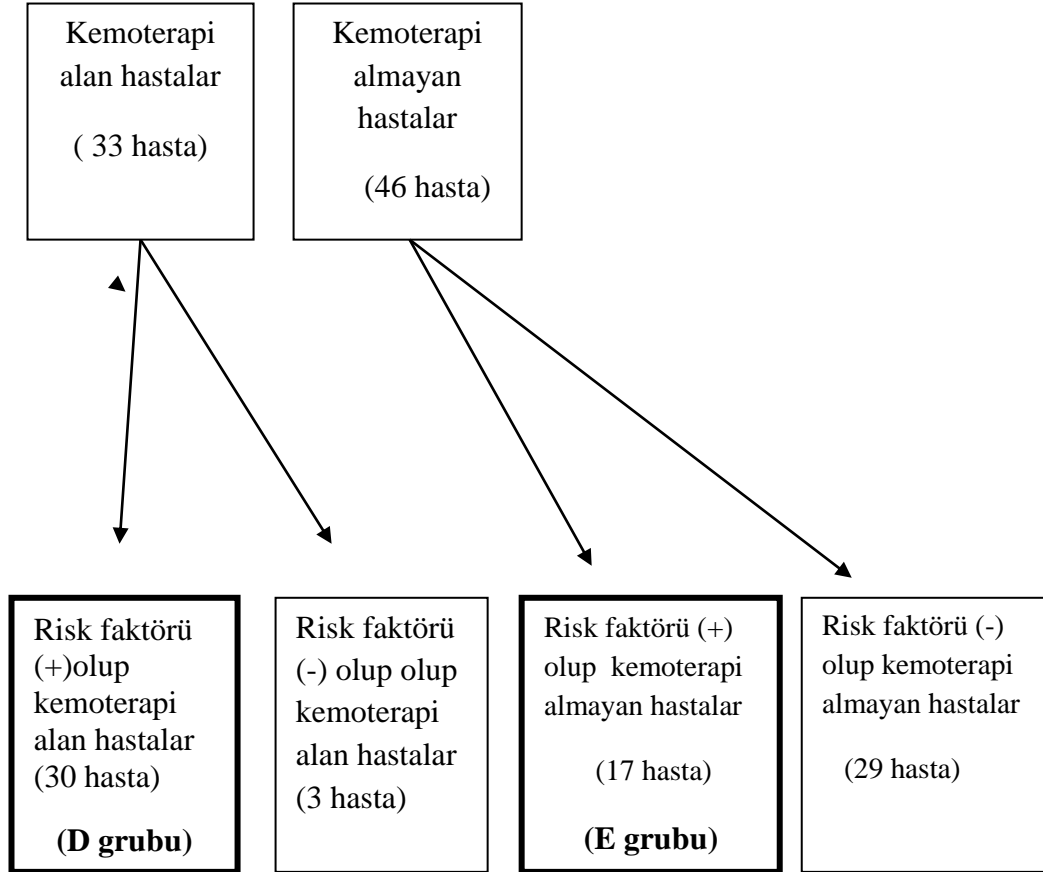 Kemoterapi
alan hastalar
( 33 hasta)
Kemoterapi
almayan
hastalar
(46 hasta)
Risk faktörü
(+)olup
kemoterapi
alan hastalar
(30 hasta)
(D grubu)
Risk faktörü
(-) olup olup
kemoterapi
alan hastalar
(3 hasta)
Risk faktörü (+)
olup kemoterapi
almayan hastalar
(17 hasta)
(E grubu)
Risk faktörü (-)
olup kemoterapi
almayan hastalar
(29 hasta)